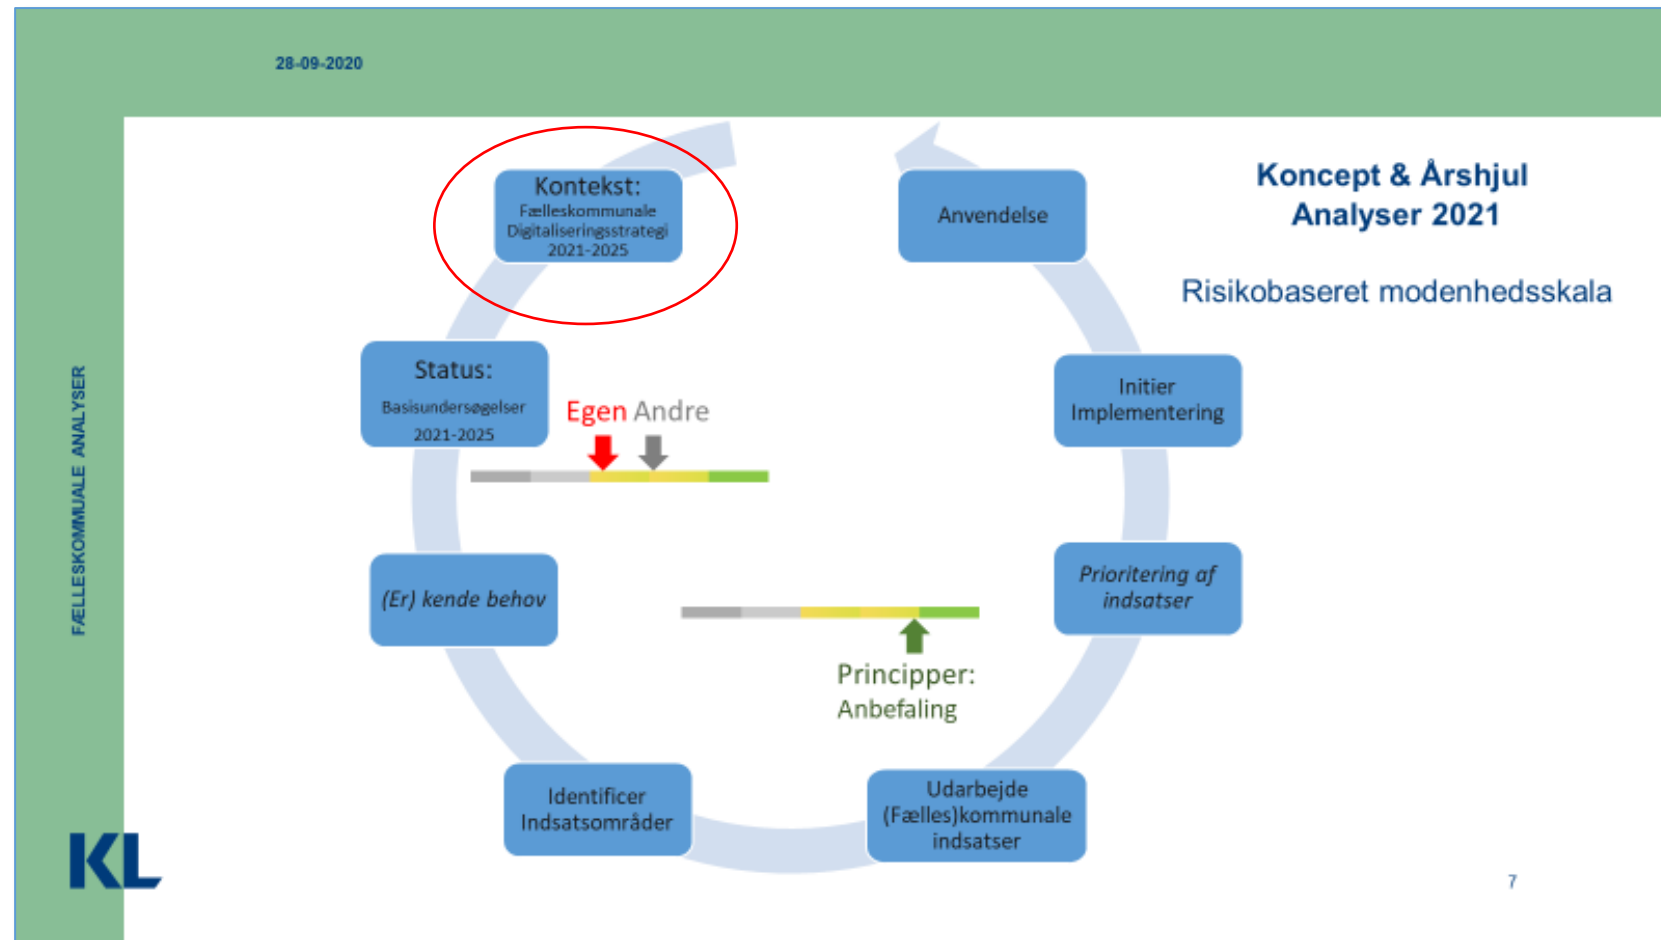 28-09-2020
Koncept & Årshjul
Analyser 2021
Risikobaseret modenhedsskala
FÆLLESKOMMUALE ANALYSER
Kontekst:
Fælleskommunale
Digitaliseringsstrategi
2021-2025
Status:
Basisundersøgelser
2021-2025
Egen Andre
(Er) kende behov
Identificer
Indsatsområder
Udarbejde
(Fælles)kommunale
indsatser
Principper:
Anbefaling
Prioritering af
indsatser
Initier
Implementering
Anvendelse
KL
7